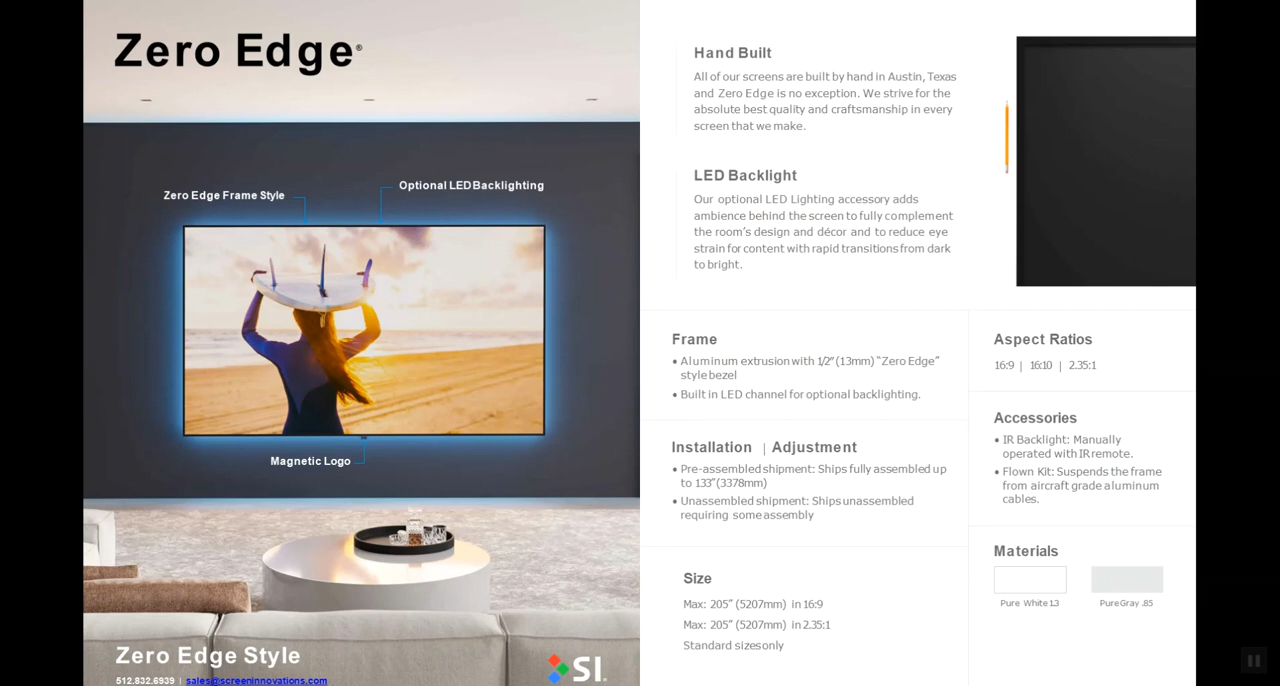 Zero Edge®
Zero Edge Frame Style
Optional LED Backlighting
Magnetic Logo
Zero Edge Style
512.832.6939 | sales@screeninnovations.com
SI®
Hand Built
All of our screens are built by hand in Austin, Texas
and Zero Edge is no exception. We strive for the
absolute best quality and craftsmanship in every
screen that we make.
LED Backlight
Our optional LED Lighting accessory adds
ambience behind the screen to fully complement
the room's design and décor and to reduce eye
strain for content with rapid transitions from dark
to bright.
Frame
• Aluminum extrusion with 1/2" (13mm) “Zero Edge”
style bezel
• Built in LED channel for optional backlighting.
Installation | Adjustment
• Pre-assembled shipment: Ships fully assembled up
to 133" (3378mm)
• Unassembled shipment: Ships unassembled
requiring some assembly
Size
Max: 205” (5207mm) in 16:9
Max: 205” (5207mm) in 2.35:1
Standard sizes only
Aspect Ratios
16:9 | 16:10 | 2.35:1
Accessories
• IR Backlight: Manually
operated with IR remote.
• Flown Kit: Suspends the frame
from aircraft grade aluminum
cables.
Materials
Pure White 1.3
Pure Gray .85